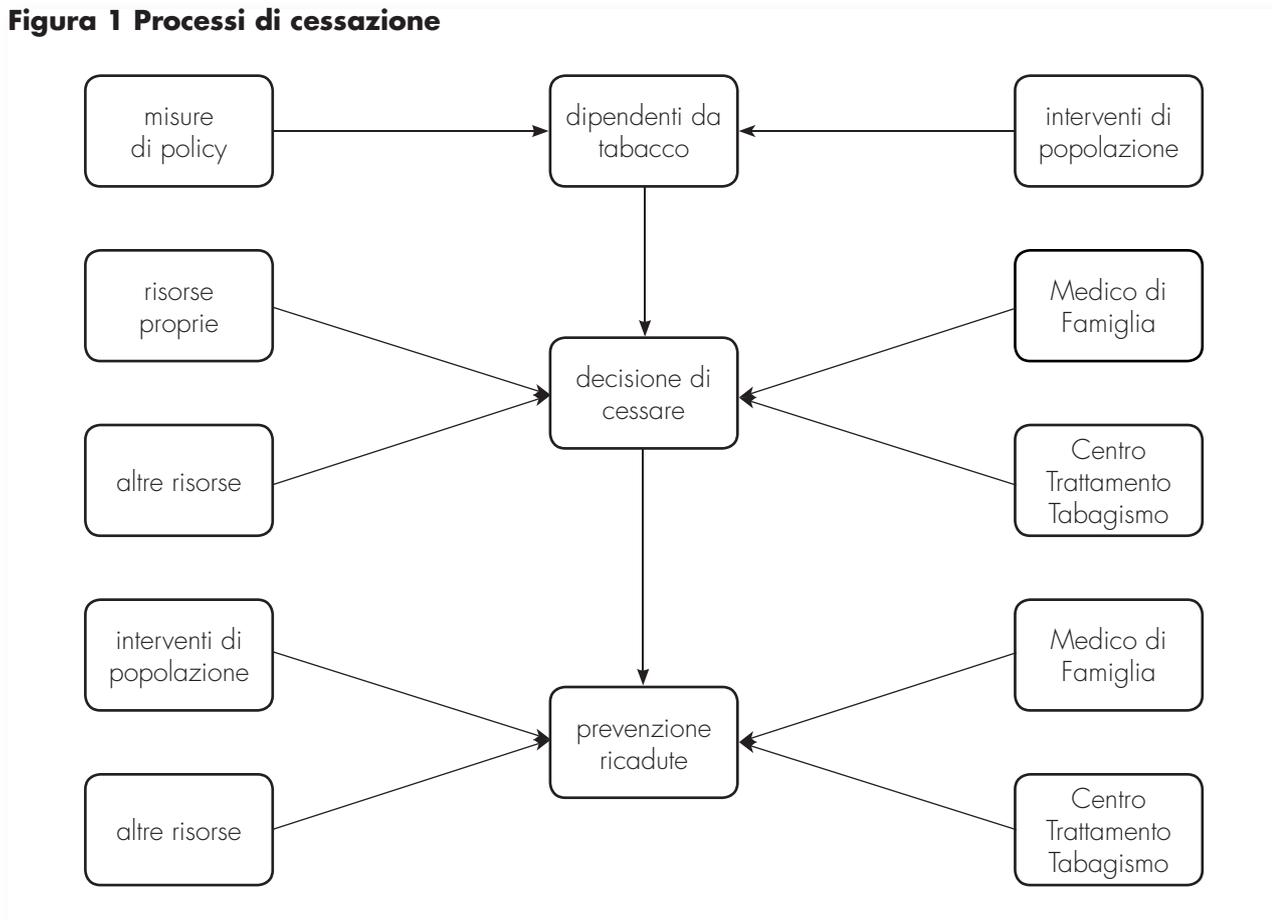 Figura 1 Processi di cessazione
misure
di policy
dipendenti da
tabacco
interventi di
popolazione
risorse
proprie
Medico di
Famiglia
decisione di
cessare
altre risorse
Centro
Trattamento
Tabagismo
interventi di
popolazione
Medico di
Famiglia
prevenzione
ricadute
altre risorse
Centro
Trattamento
Tabagismo